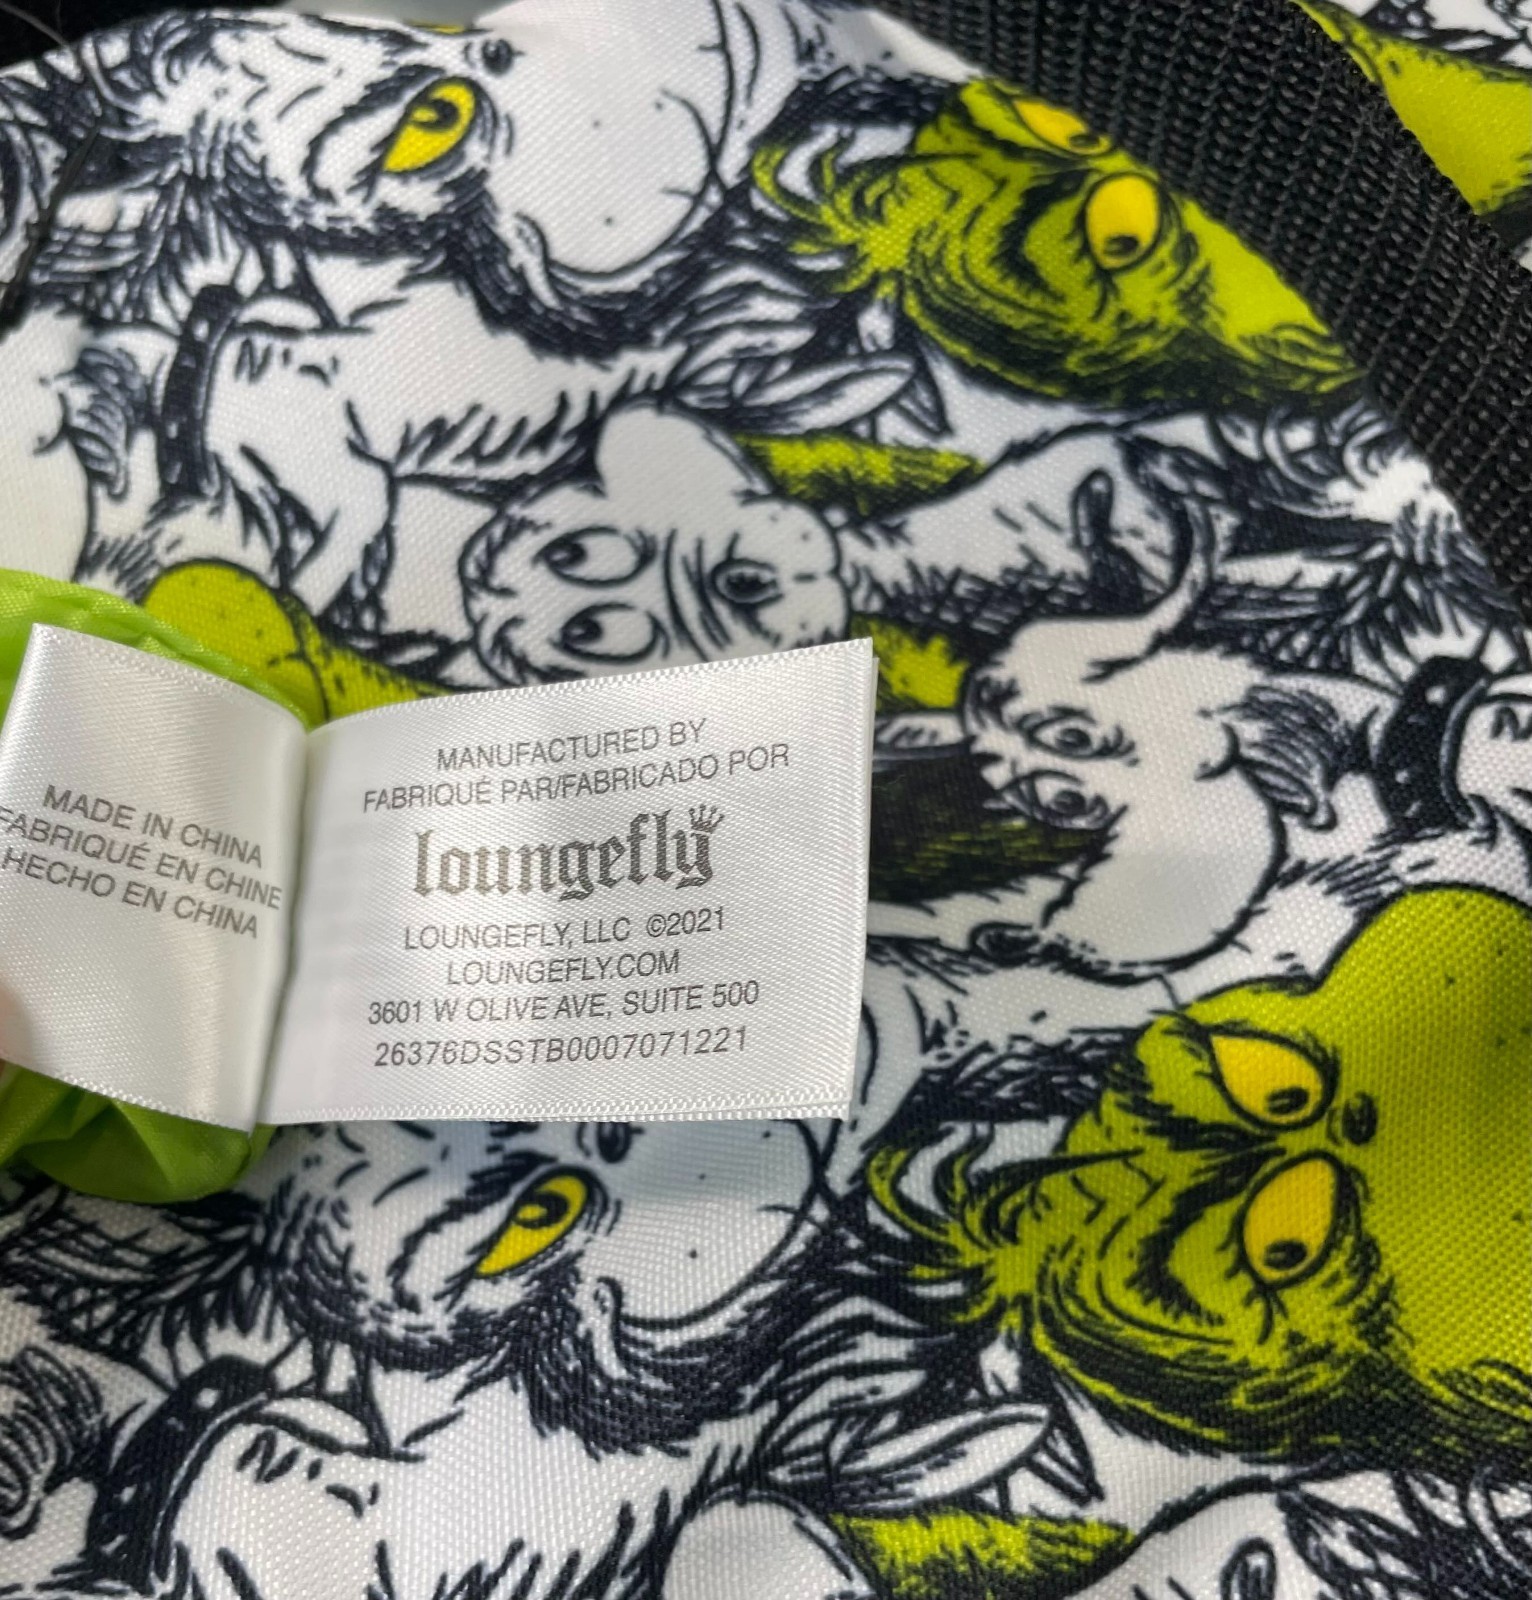 MADE IN CHINA
FABRIQUÉ EN CHINE
HECHO EN CHINA
MANUFACTURED BY
FABRIQUÉ PAR/FABRICADO POR
loungefly
LOUNGEFLY, LLC ©2021
LOUNGEFLY.COM
3601 W OLIVE AVE, SUITE 500
26376DSSTB0007071221